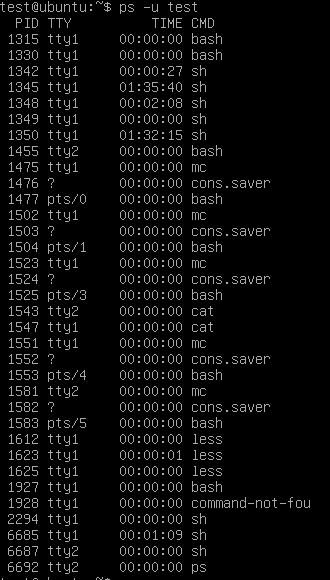 test@ubuntu:~$ ps -u test
PID TTY TIME CMD
1315 tty1 00:00:00 bash
1330 tty1 00:00:00 bash
1342 tty1 00:00:27 sh
1345 tty1 01:35:40 sh
1348 tty1 00:02:08 sh
1349 tty1 00:00:00 sh
1350 tty1 01:32:15 sh
1455 tty2 00:00:00 bash
1475 tty1 00:00:00 mc
1476 ? 00:00:00 cons.saver
1477 pts/0 00:00:00 bash
1502 tty1 00:00:00 mc
1503 ? 00:00:00 cons.saver
1504 pts/1 00:00:00 bash
1523 tty1 00:00:00 mc
1524 ? 00:00:00 cons.saver
1525 pts/3 00:00:00 bash
1543 tty2 00:00:00 cat
1547 tty1 00:00:00 cat
1551 tty1 00:00:00 mc
1552 ? 00:00:00 cons.saver
1553 pts/4 00:00:00 bash
1581 tty2 00:00:00 mc
1582 ? 00:00:00 cons.saver
1583 pts/5 00:00:00 bash
1612 tty1 00:00:00 less
1623 tty1 00:00:01 less
1625 tty1 00:00:00 less
1927 tty1 00:00:00 bash
1928 tty1 00:00:00 command-not-fou
2294 tty1 00:00:00 sh
6685 tty1 00:01:09 sh
6687 tty2 00:00:00 sh
6692 tty2 00:00:00 ps